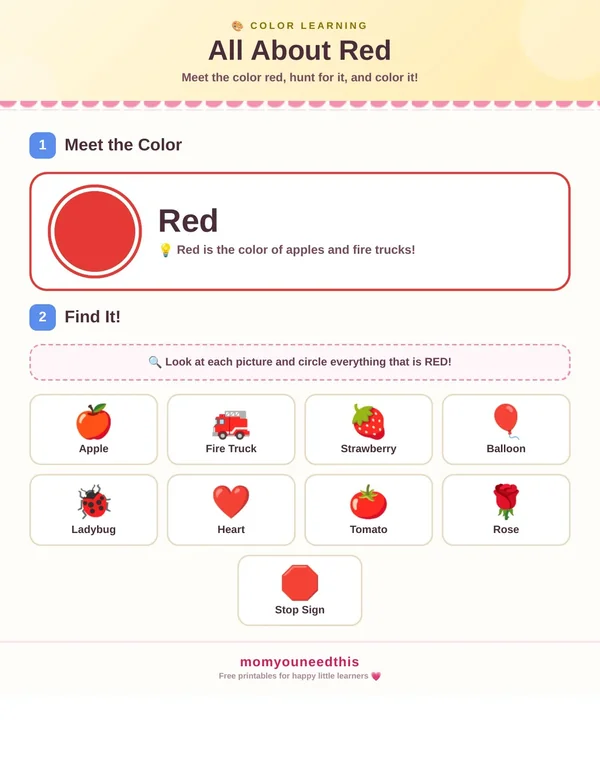 🎨 COLOR LEARNING
All About Red
Meet the color red, hunt for it, and color it!
1 Meet the Color
Red
💡 Red is the color of apples and fire trucks!
2 Find It!
🔍 Look at each picture and circle everything that is RED!
Apple Fire Truck Strawberry Balloon
Ladybug Heart Tomato Rose
Stop Sign
momyouneedthis
Free printables for happy little learners 💗